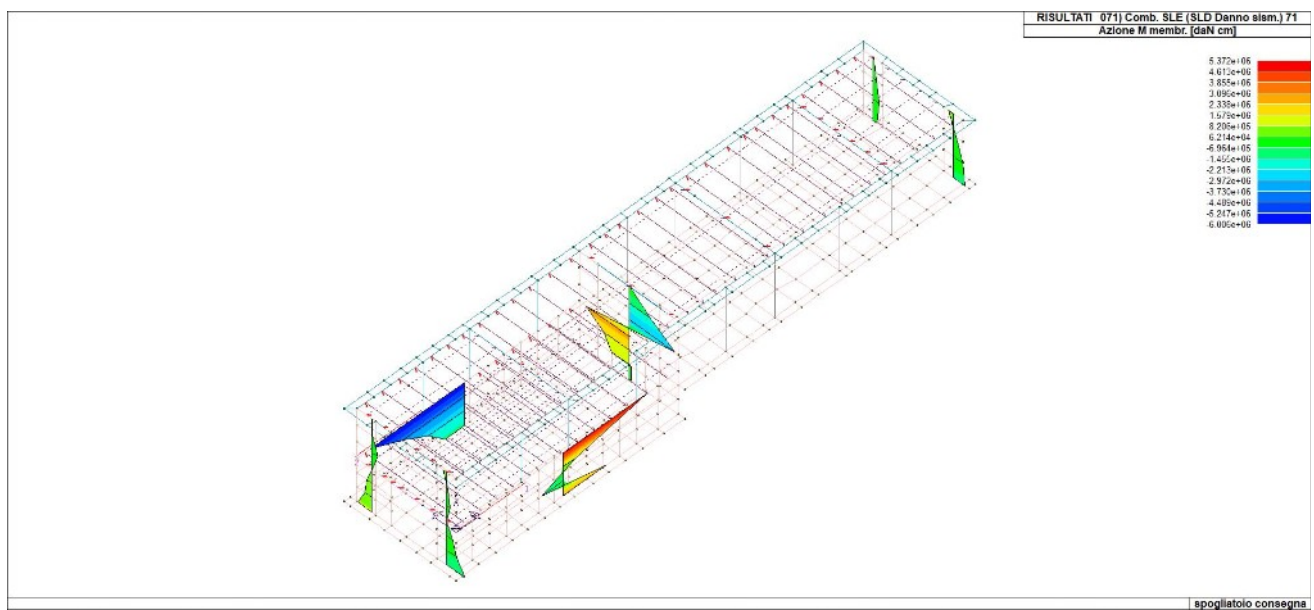 RISULTATI 071) Comb. SLE (SLD Danno sism.) 71
Azione M membr. [daN cm]
5.372e+06
4.613e+06
3.855e+06
3.096e+06
2.338e+06
1.579e+06
8.206e+05
6.214e+04
-6.964e+05
-1.455e+06
-2.213e+06
-2.972e+06
-3.730e+06
-4.489e+06
-5.247e+06
-6.006e+06
spogliatoio consegna